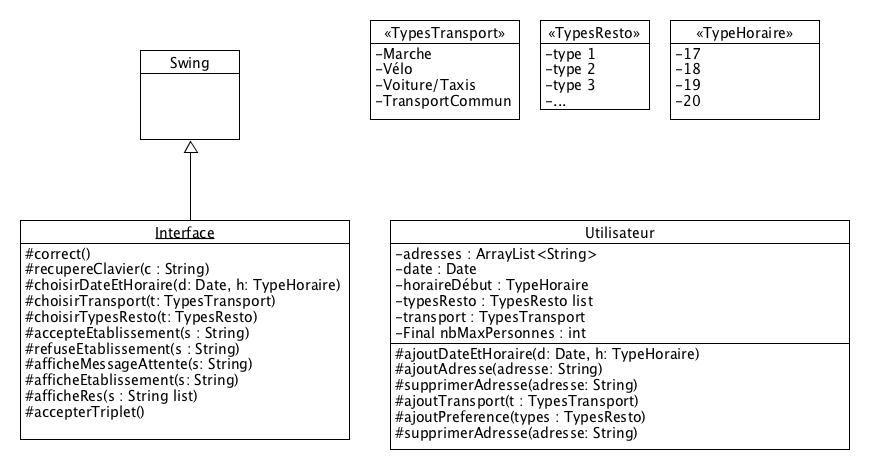 «TypesTransport»
-Marche
-Vélo
-Voiture/Taxis
-TransportCommun
«TypesResto»
-type 1
-type 2
-type 3
-...
«TypeHoraire»
-17
-18
-19
-20
Swing
Interface
#correct()
#recupereClavier(c : String)
#choisirDateEtHoraire(d: Date, h: TypeHoraire)
#choisirTransport(t: TypesTransport)
#choisirTypesResto(t: TypesResto)
#accepteEtablissement(s : String)
#refuseEtablissement(s : String)
#afficheMessageAttente(s: String)
#afficheEtablissement(s: String)
#afficheRes(s : String list)
#accepterTriplet()
Utilisateur
-adresses : ArrayList<String>
-date : Date
-horaireDébut : TypeHoraire
-typesResto : TypesResto list
-transport : TypesTransport
-Final nbMaxPersonnes : int
#ajoutDateEtHoraire(d: Date, h: TypeHoraire)
#ajoutAdresse(adresse: String)
#supprimerAdresse(adresse: String)
#ajoutTransport(t : TypesTransport)
#ajoutPreference(types : TypesResto)
#supprimerAdresse(adresse: String)